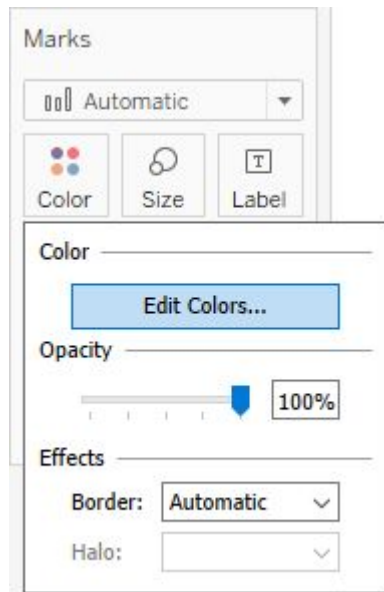 Marks
Automatic
Color Size Label
Color
Edit Colors...
Opacity
100%
Effects
Border: Automatic
Halo: